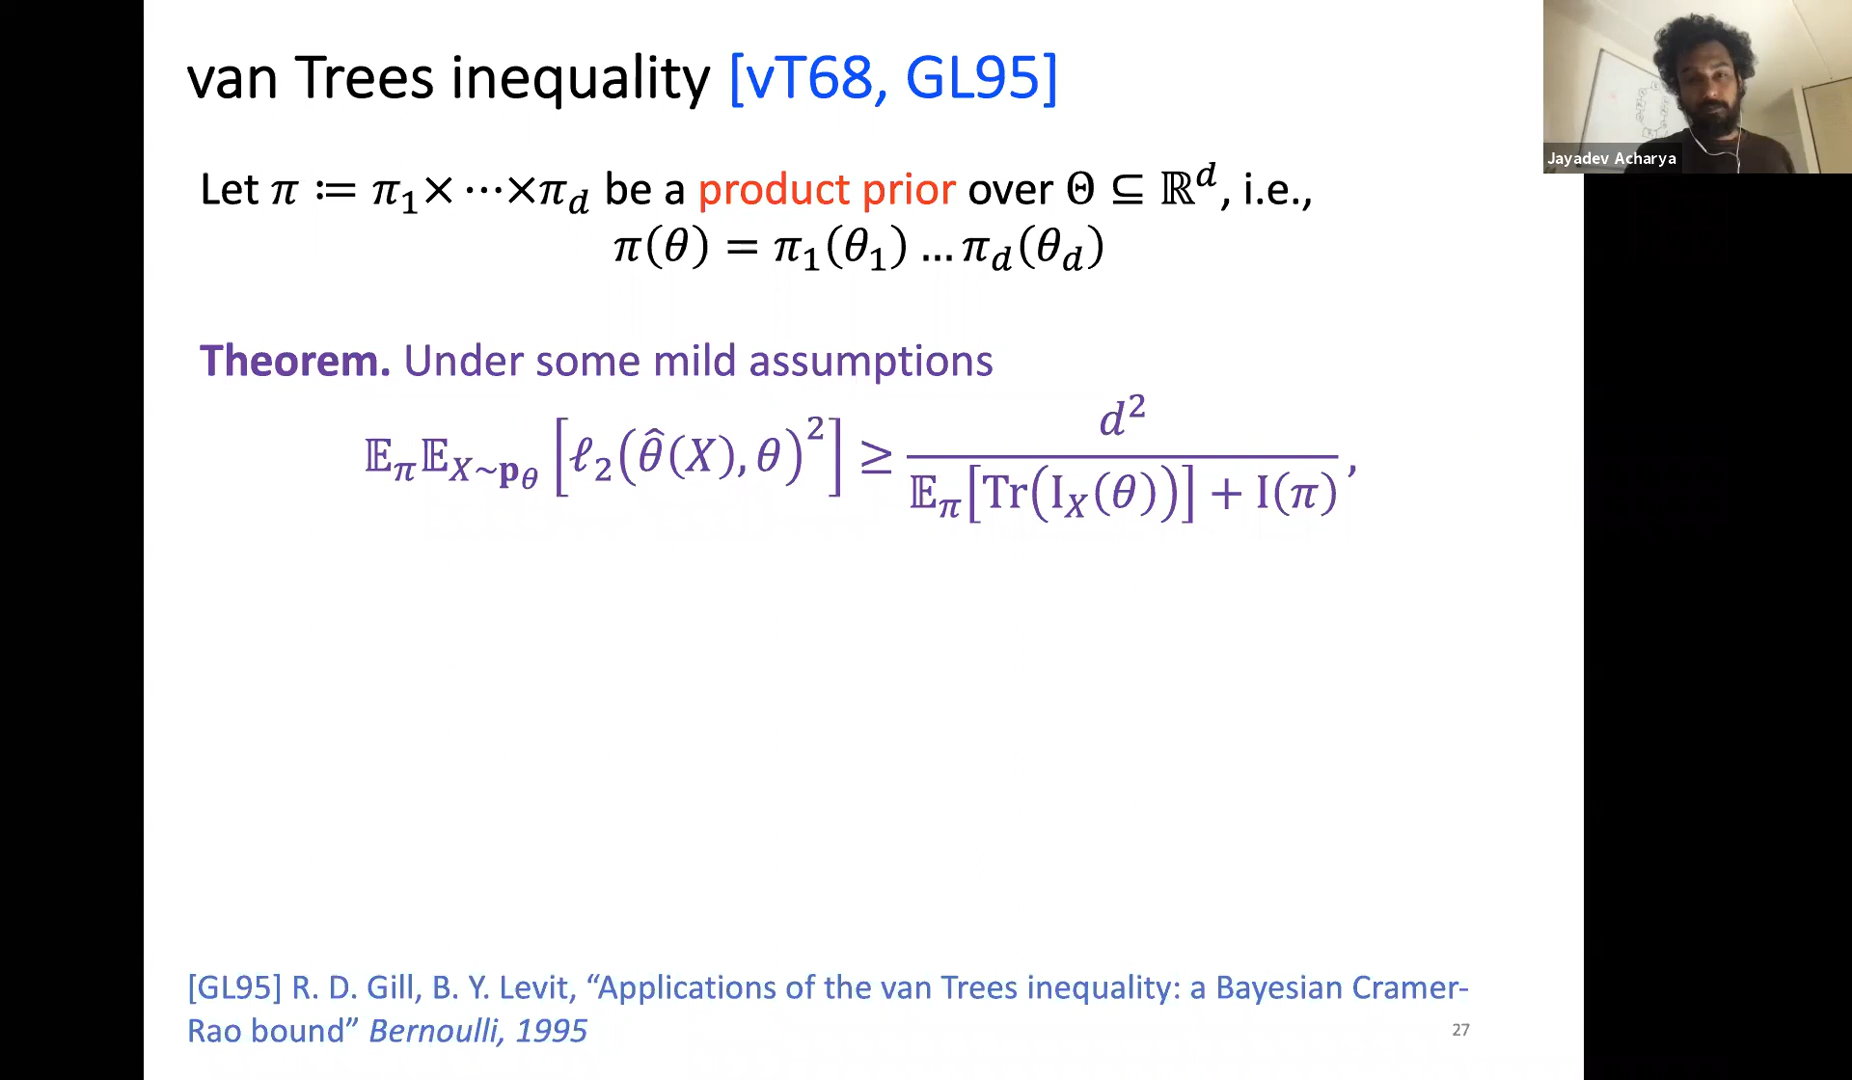 van Trees inequality [vT68, GL95]
Let π ≔ π₁× ⋯×π_d be a product prior over Θ ⊆ ℝ^d, i.e.,
π(θ) = π₁(θ₁) … π_d(θ_d)
Theorem. Under some mild assumptions
𝔼_π𝔼_{X~𝐩_θ} [ℓ₂(θ̂(X), θ)²] ≥ d² / (𝔼_π[Tr(I_X(θ))] + I(π)),
[GL95] R. D. Gill, B. Y. Levit, “Applications of the van Trees inequality: a Bayesian Cramer-
Rao bound” Bernoulli, 1995
27
Jayadev Acharya